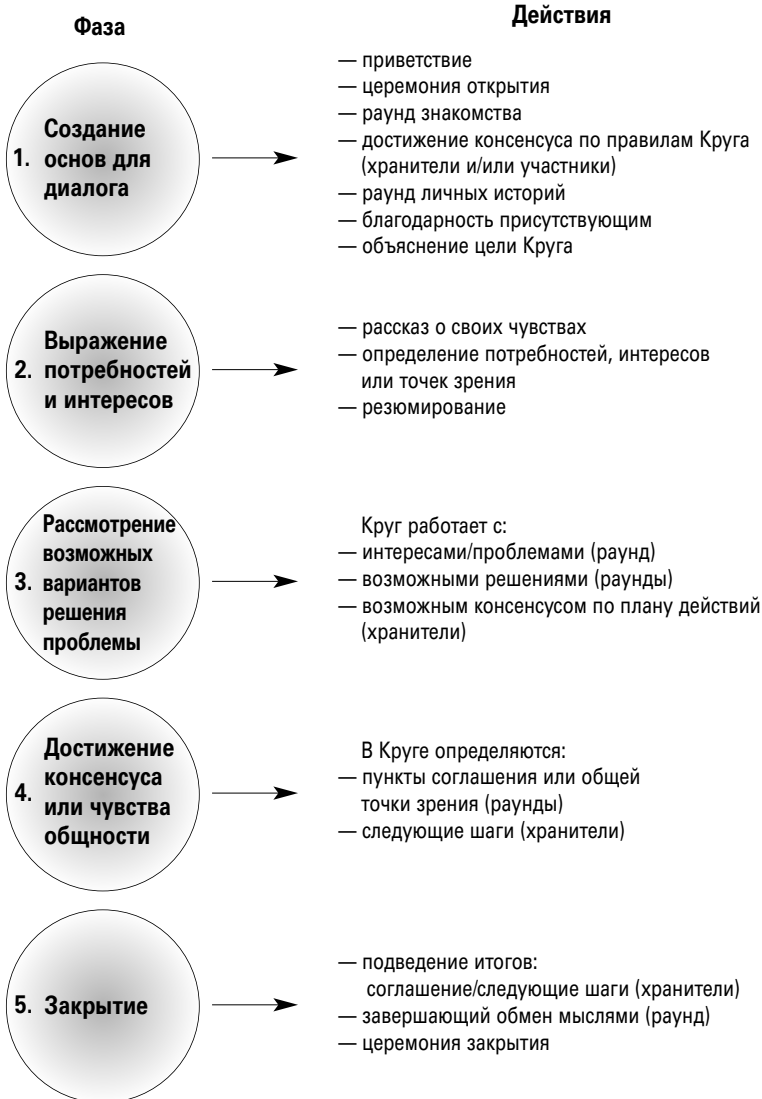 Фаза
Действия
1. Создание
основ для
диалога
— приветствие
— церемония открытия
— раунд знакомства
— достижение консенсуса по правилам Круга
(хранители и/или участники)
— раунд личных историй
— благодарность присутствующим
— объяснение цели Круга
2. Выражение
потребностей
и интересов
— рассказ о своих чувствах
— определение потребностей, интересов
или точек зрения
— резюмирование
3. Рассмотрение
возможных
вариантов
решения
проблемы
Круг работает с:
— интересами/проблемами (раунд)
— возможными решениями (раунды)
— возможным консенсусом по плану действий
(хранители)
4. Достижение
консенсуса
или чувства
общности
В Круге определяются:
— пункты соглашения или общей
точки зрения (раунды)
— следующие шаги (хранители)
5. Закрытие
— подведение итогов:
соглашение/следующие шаги (хранители)
— завершающий обмен мыслями (раунд)
— церемония закрытия